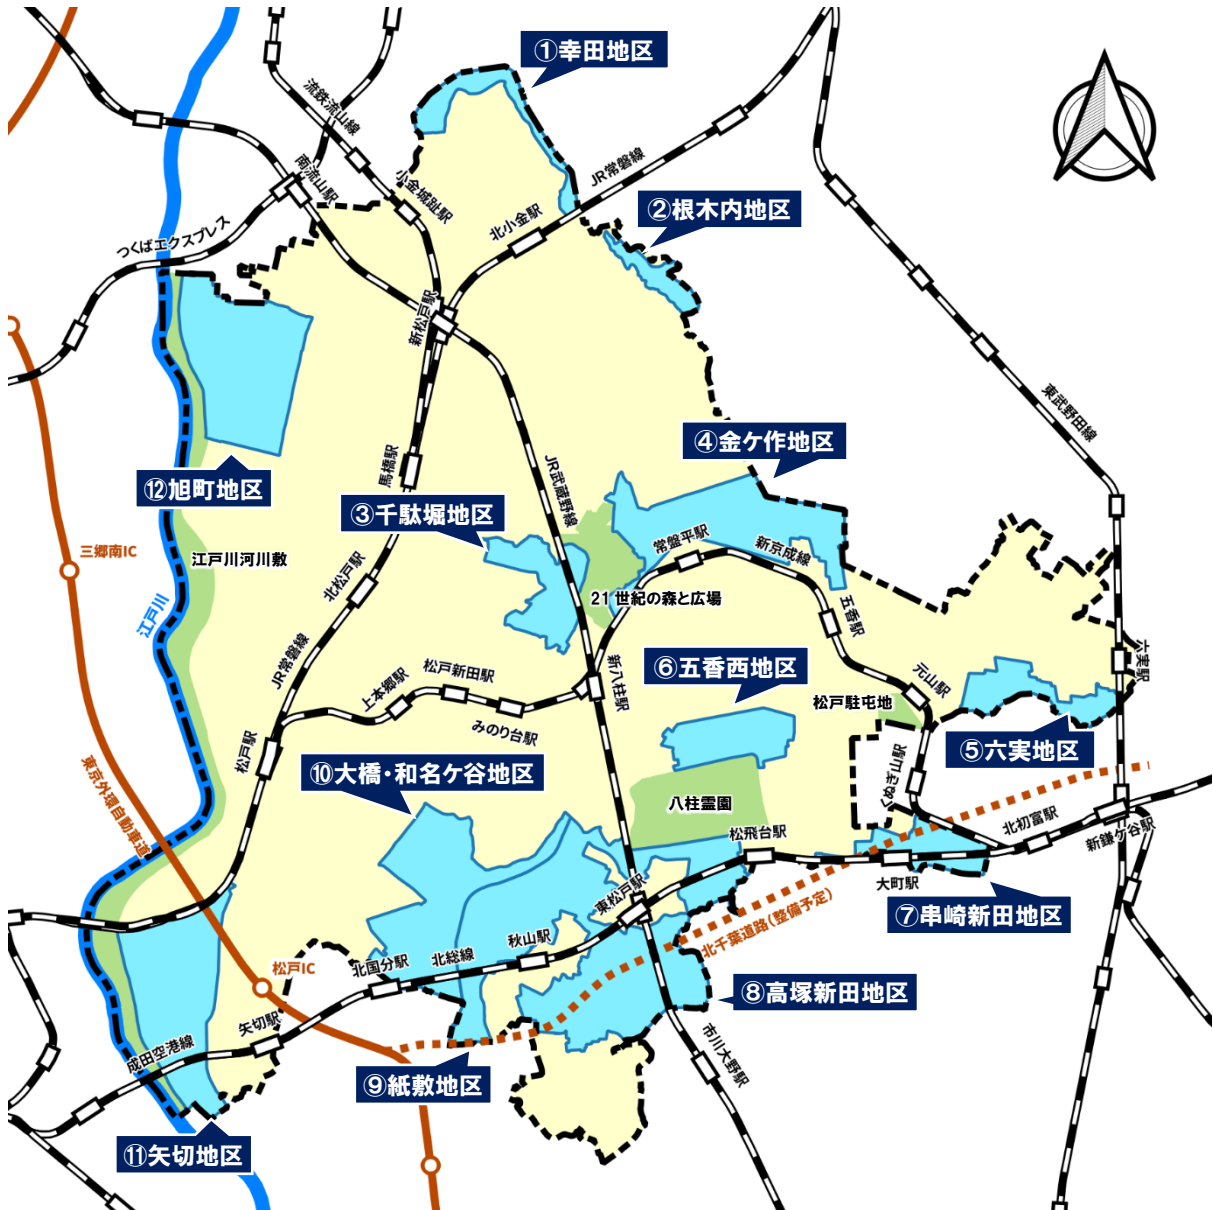 ①幸田地区
流鉄流山線
南流山駅
小金城趾駅
JR常磐線
②根木内地区
北小金駅
つくばエクスプレス
新松戸駅
東武野田線
④金ケ作地区
馬橋駅
JR武蔵野線
⑫旭町地区
③千駄堀地区
三郷南IC
江戸川河川敷
北松戸駅
常盤平駅
新京成線
21世紀の森と広場
江戸川
五香駅
六実駅
JR常磐線
上本郷駅
松戸新田駅
新八柱駅
⑥五香西地区
元山駅
松戸駐屯地
みのり台駅
松戸駅
⑤六実地区
東京外環自動車道
⑩大橋・和名ケ谷地区
くぬぎ山駅
八柱霊園
北初富駅
松飛台駅
新鎌ケ谷駅
大町駅
東松戸駅
⑦串崎新田地区
北千葉道路(整備予定)
秋山駅
北総線
北国分駅
松戸IC
⑧高塚新田地区
矢切駅
成田空港線
市川大野駅
⑨紙敷地区
⑪矢切地区